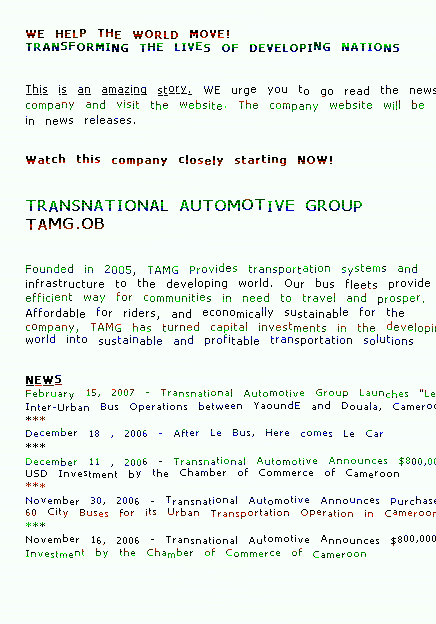 WE HELP THE WORLD MOVE!
TRANSFORMING THE LIVES OF DEVELOPING NATIONS
This is an amazing story. WE urge you to go read the news
company and visit the website. The company website will be
in news releases.
Watch this company closely starting NOW!
TRANSNATIONAL AUTOMOTIVE GROUP
TAMG.OB
Founded in 2005, TAMG Provides transportation systems and
infrastructure to the developing world. Our bus fleets provide
efficient way for communities in need to travel and prosper.
Affordable for riders, and economically sustainable for the
company, TAMG has turned capital investments in the developi
world into sustainable and profitable transportation solutions
NEWS
February 15, 2007 - Transnational Automotive Group Launches "Le
Inter-Urban Bus Operations between YaoundE and Douala, Cameroo
***
December 18 , 2006 - After Le Bus, Here comes Le Car
***
December 11 , 2006 - Transnational Automotive Announces $800,00
USD Investment by the Chamber of Commerce of Cameroon
***
November 30, 2006 - Transnational Automotive Announces Purchase
60 City Buses for its Urban Transportation Operation in Cameroon
***
November 16, 2006 - Transnational Automotive Announces $800,000
Investment by the Chamber of Commerce of Cameroon